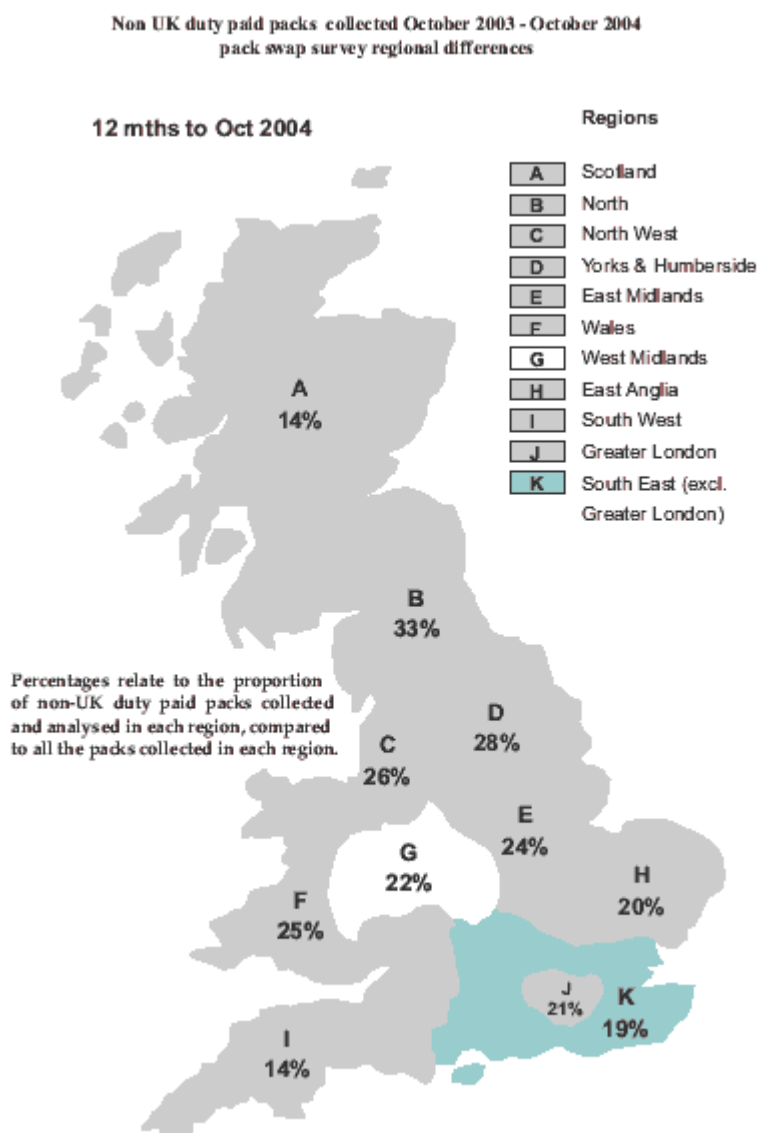 Non UK duty paid packs collected October 2003 - October 2004
pack swap survey regional differences
12 mths to Oct 2004
Regions
A Scotland
B North
C North West
D Yorks & Humberside
E East Midlands
F Wales
G West Midlands
H East Anglia
I South West
J Greater London
K South East (excl.
Greater London)
A
14%
B
33%
Percentages relate to the proportion
of non-UK duty paid packs collected
and analysed in each region, compared
to all the packs collected in each region.
D
28%
C
26%
E
24%
G
22%
H
20%
F
25%
J
21%
K
19%
I
14%